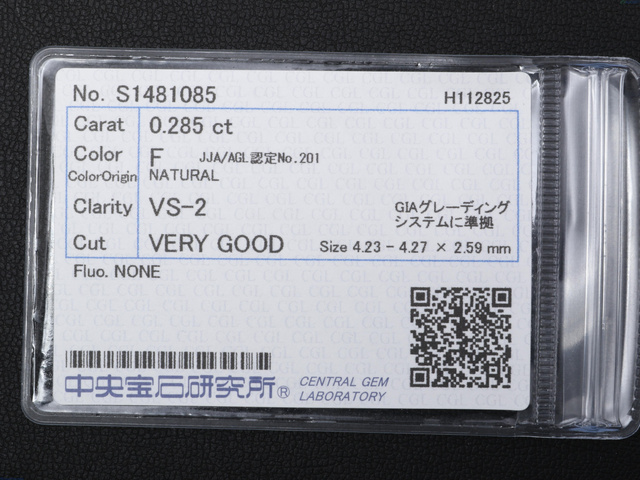 No. S1481085
H112825
Carat 0.285 ct
Color F JJA/AGL認定No.201
ColorOrigin NATURAL
Clarity VS-2
GIAグレーディング
システムに準拠
Cut VERY GOOD Size 4.23 - 4.27 × 2.59 mm
Fluo. NONE
中央宝石研究所® CENTRAL GEM
LABORATORY